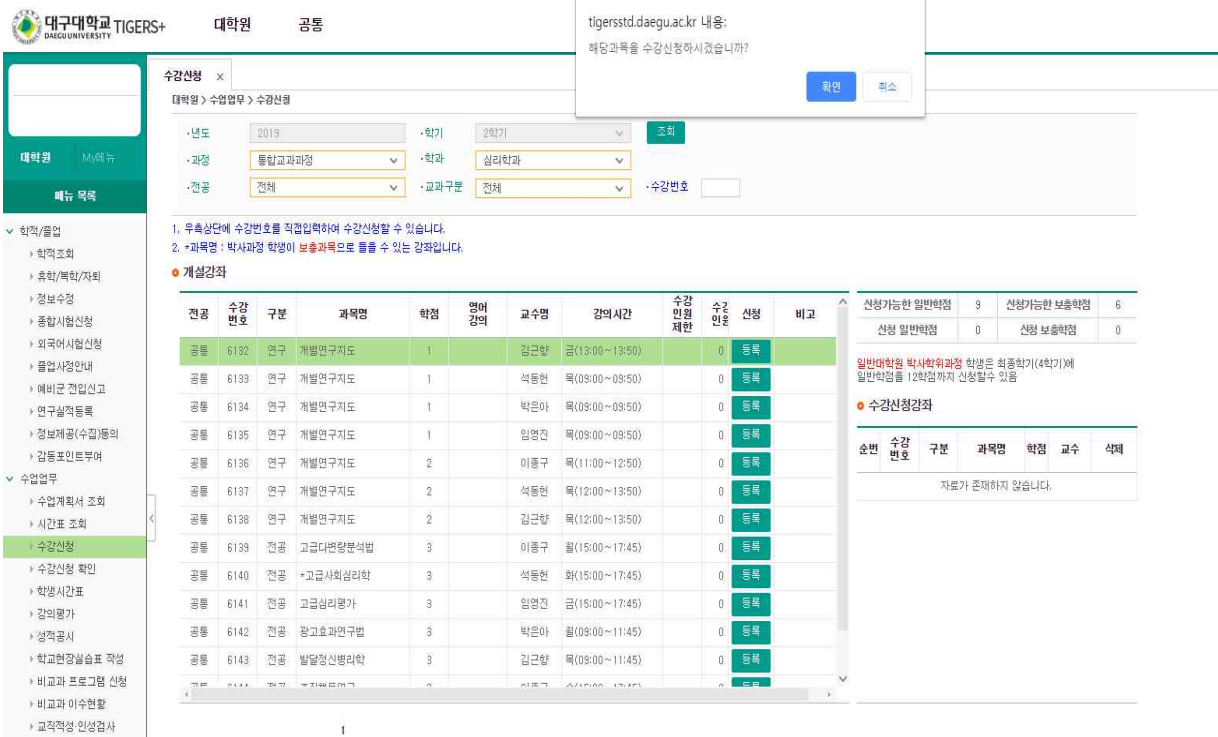 대구대학교 TIGERS+
DAEGU UNIVERSITY
대학원 공통
tigersstd.daegu.ac.kr 내용:
해당과목을 수강신청하시겠습니까?
확인 취소
대학원 My메뉴
메뉴 목록
학적/졸업
학적조회
휴학/복학/자퇴
정보수정
종합시험신청
외국어시험신청
졸업사정안내
예비군 전입신고
연구실적등록
정보제공(수집)동의
감동포인트부여
수업업무
수업계획서 조회
시간표 조회
수강신청
수강신청 확인
학생시간표
강의평가
성적공시
학교현장실습표 작성
비교과 프로그램 신청
비교과 이수현황
교직적성·인성검사
수강신청 x
대학원 > 수업업무 > 수강신청
·년도 2019 ·학기 2학기 조회
·과정 통합교과과정 ·학과 심리학과
·전공 전체 ·교과구분 전체 ·수강번호
1. 우측상단에 수강번호를 직접입력하여 수강신청할 수 있습니다.
2. +과목명 : 박사과정 학생이 보충과목으로 들을 수 있는 강좌입니다.
개설강좌
전공 수강번호 구분 과목명 학점 영어강의 교수명 강의시간 수강인원제한 수강인원 신청 비고
공통 6132 연구 개별연구지도 1 김근향 금(13:00~13:50) 0 등록
공통 6133 연구 개별연구지도 1 석동헌 목(09:00~09:50) 0 등록
공통 6134 연구 개별연구지도 1 박은아 목(09:00~09:50) 0 등록
공통 6135 연구 개별연구지도 1 임영진 목(09:00~09:50) 0 등록
공통 6136 연구 개별연구지도 2 이종구 목(11:00~12:50) 0 등록
공통 6137 연구 개별연구지도 2 석동헌 목(12:00~13:50) 0 등록
공통 6138 연구 개별연구지도 2 김근향 목(12:00~13:50) 0 등록
공통 6139 전공 고급다변량분석법 3 이종구 월(15:00~17:45) 0 등록
공통 6140 전공 +고급사회심리학 3 석동헌 화(15:00~17:45) 0 등록
공통 6141 전공 고급심리평가 3 임영진 금(15:00~17:45) 0 등록
공통 6142 전공 광고효과연구법 3 박은아 월(09:00~11:45) 0 등록
공통 6143 전공 발달정신병리학 3 김근향 목(09:00~11:45) 0 등록
1
신청가능한 일반학점 9 신청가능한 보충학점 6
신청 일반학점 0 신청 보충학점 0
일반대학원 박사학위과정 학생은 최종학기(4학기)에
일반학점를 12학점까지 신청할수 있음
수강신청강좌
순번 수강번호 구분 과목명 학점 교수 삭제
자료가 존재하지 않습니다.